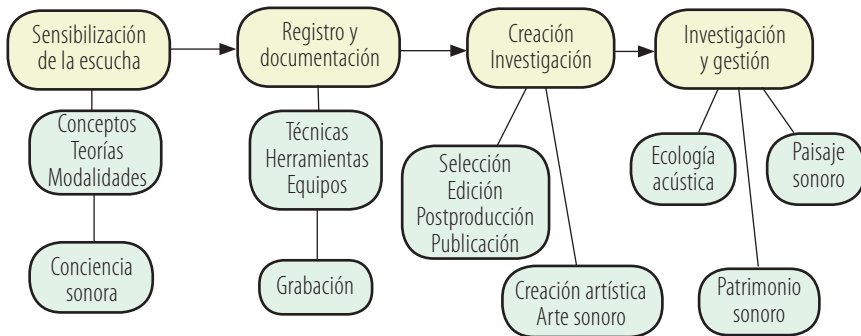 Sensibilización
de la escucha
Registro y
documentación
Creación
Investigación
Investigación
y gestión
Conceptos
Teorías
Modalidades
Técnicas
Herramientas
Equipos
Selección
Edición
Postproducción
Publicación
Ecología
acústica
Paisaje
sonoro
Conciencia
sonora
Grabación
Creación artística
Arte sonoro
Patrimonio
sonoro